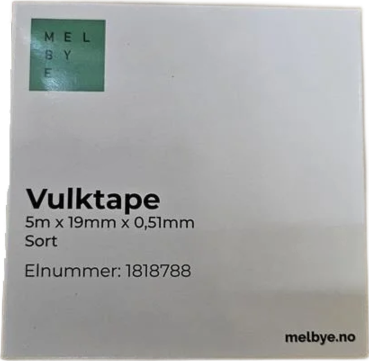 MEL
BY
E
Vulktape
5m x 19mm x 0,51mm
Sort
Elnummer: 1818788
melbye.no